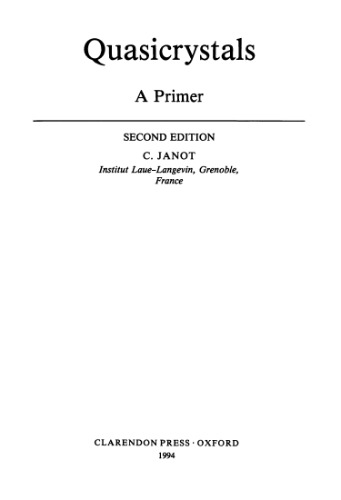 Quasicrystals
A Primer
SECOND EDITION
C. JANOT
Institut Laue–Langevin, Grenoble,
France
CLARENDON PRESS · OXFORD
1994